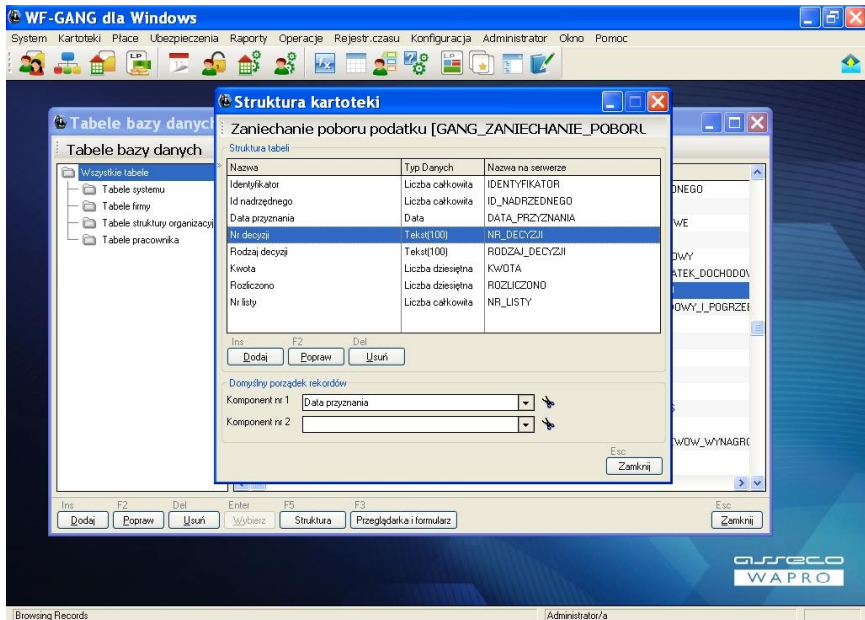 WF-GANG dla Windows
System Kartoteki Płace Ubezpieczenia Raporty Operacje Rejestr.czasu Konfiguracja Administrator Okno Pomoc
Tabele bazy danych
Tabele bazy danych
Wszystkie tabele
Tabele systemu
Tabele firmy
Tabele struktury organizacyj
Tabele pracownika
Struktura kartoteki
Zaniechanie poboru podatku [GANG_ZANIECHANIE_POBORU
Struktura tabeli
Nazwa Typ Danych Nazwa na serwerze
Identyfikator Liczba całkowita IDENTYFIKATOR
Id nadrzędnego Liczba całkowita ID_NADRZEDNEGO
Data przyznania Data DATA_PRZYZNANIA
Nr decyzji Tekst(100) NR_DECYZJI
Rodzaj decyzji Tekst(100) RODZAJ_DECYZJI
Kwota Liczba dziesiętna KWOTA
Rozliczono Liczba dziesiętna ROZLICZONO
Nr listy Liczba całkowita NR_LISTY
Ins F2 Del
Dodaj Popraw Usuń
Domyślny porządek rekordów
Komponent nr 1 Data przyznania
Komponent nr 2
Esc
Zamknij
DNEGO
WE
OWY
ATEK_DOCHODOW
OWY_I_POGRZEB
S
EWOW_WYNAGRO
Ins F2 Del Enter F5 F3 Esc
Dodaj Popraw Usuń Wybierz Struktura Przeglądarka i formularz Zamknij
asseco
WAPRO
Browsing Records Administrator/a